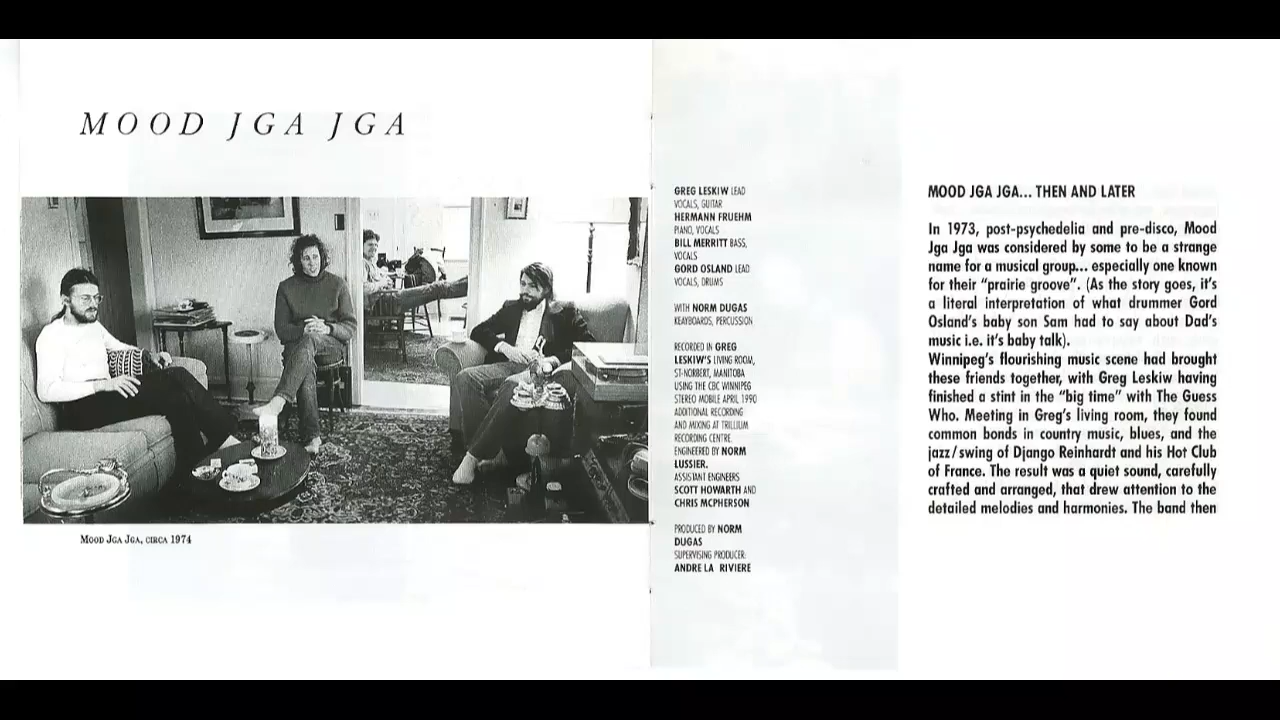 MOOD JGA JGA
MOOD JGA JGA, CIRCA 1974
GREG LESKIW LEAD
VOCALS, GUITAR
HERMANN FRUEHM
PIANO, VOCALS
BILL MERRITT BASS,
VOCALS
GORD OSLAND LEAD
VOCALS, DRUMS
WITH NORM DUGAS
KEAYBOARDS, PERCUSSION
RECORDED IN GREG
LESKIW'S LIVING ROOM,
ST-NORBERT, MANITOBA
USING THE CBC WINNIPEG
STEREO MOBILE APRIL 1990
ADDITIONAL RECORDING
AND MIXING AT TRILLIUM
RECORDING CENTRE.
ENGINEERED BY NORM
LUSSIER.
ASSISTANT ENGINEERS
SCOTT HOWARTH AND
CHRIS MCPHERSON
PRODUCED BY NORM
DUGAS
SUPERVISING PRODUCER:
ANDRE LA RIVIERE
MOOD JGA JGA... THEN AND LATER
In 1973, post-psychedelia and pre-disco, Mood
Jga Jga was considered by some to be a strange
name for a musical group... especially one known
for their "prairie groove". (As the story goes, it's
a literal interpretation of what drummer Gord
Osland's baby son Sam had to say about Dad's
music i.e. it's baby talk).
Winnipeg's flourishing music scene had brought
these friends together, with Greg Leskiw having
finished a stint in the "big time" with The Guess
Who. Meeting in Greg's living room, they found
common bonds in country music, blues, and the
jazz/swing of Django Reinhardt and his Hot Club
of France. The result was a quiet sound, carefully
crafted and arranged, that drew attention to the
detailed melodies and harmonies. The band then